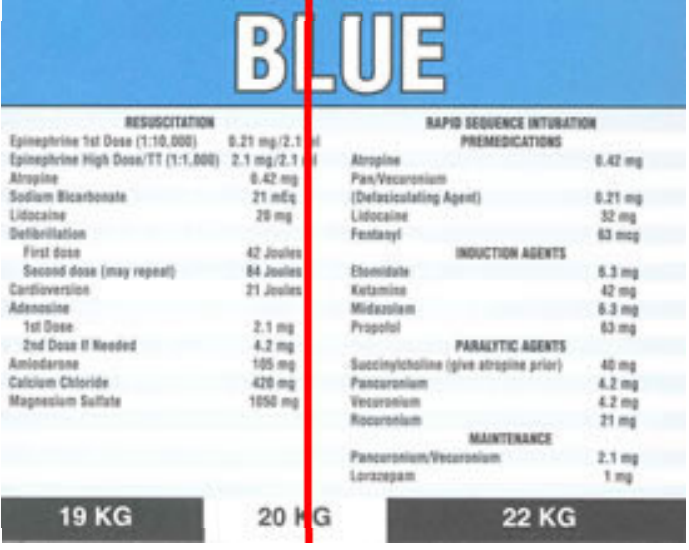 BLUE
RESUSCITATION
Epinephrine 1st Dose (1:10,000) 0.21 mg/2.1 ml
Epinephrine High Dose/TT (1:1,000) 2.1 mg/2.1 ml
Atropine 0.42 mg
Sodium Bicarbonate 21 mEq
Lidocaine 20 mg
Defibrillation
First dose 42 Joules
Second dose (may repeat) 84 Joules
Cardioversion 21 Joules
Adenosine
1st Dose 2.1 mg
2nd Dose If Needed 4.2 mg
Amiodarone 105 mg
Calcium Chloride 420 mg
Magnesium Sulfate 1050 mg
RAPID SEQUENCE INTUBATION
PREMEDICATIONS
Atropine 0.42 mg
Pan/Vecuronium
(Defasiculating Agent) 0.21 mg
Lidocaine 32 mg
Fentanyl 63 mcg
INDUCTION AGENTS
Etomidate 6.3 mg
Ketamine 42 mg
Midazolam 6.3 mg
Propofol 63 mg
PARALYTIC AGENTS
Succinylcholine (give atropine prior) 40 mg
Pancuronium 4.2 mg
Vecuronium 4.2 mg
Rocuronium 21 mg
MAINTENANCE
Pancuronium/Vecuronium 2.1 mg
Lorazepam 1 mg
19 KG 20 KG 22 KG